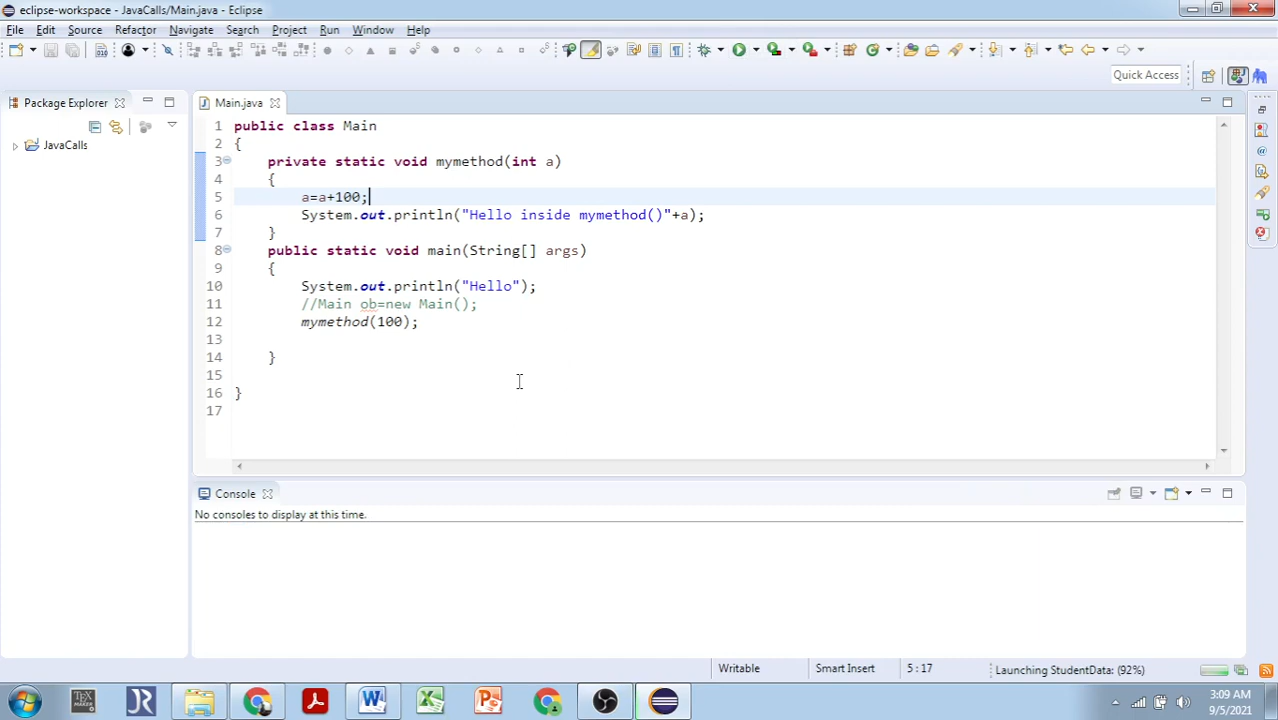 eclipse-workspace - JavaCalls/Main.java - Eclipse
File Edit Source Refactor Navigate Search Project Run Window Help
Quick Access
Package Explorer
JavaCalls
Main.java
1 public class Main
2 {
3 private static void mymethod(int a)
4 {
5 a=a+100;
6 System.out.println("Hello inside mymethod()"+a);
7 }
8 public static void main(String[] args)
9 {
10 System.out.println("Hello");
11 //Main ob=new Main();
12 mymethod(100);
13
14 }
15
16 }
17
Console
No consoles to display at this time.
Writable Smart Insert 5 : 17 Launching StudentData: (92%)
3:09 AM
9/5/2021